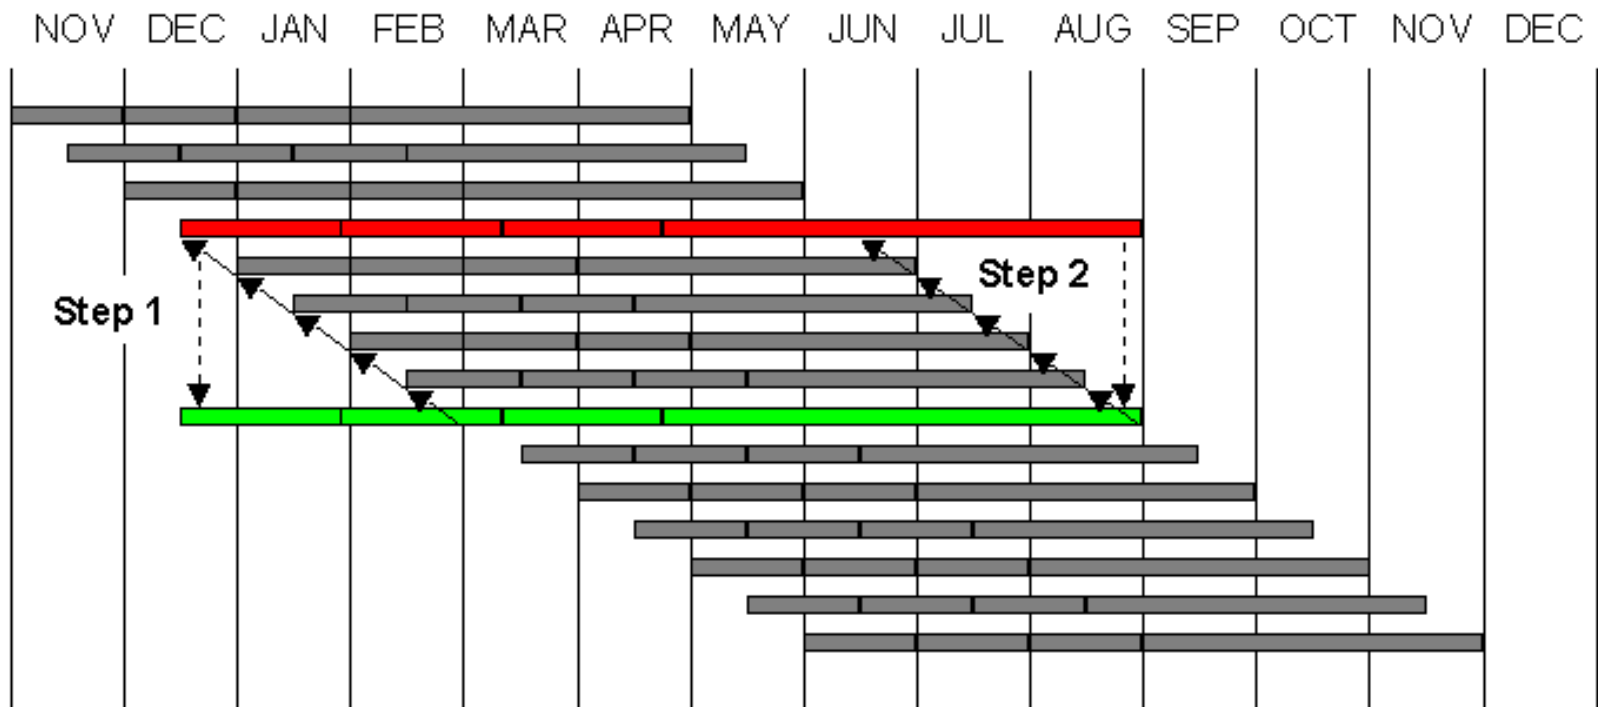 NOV DEC JAN FEB MAR APR MAY JUN JUL AUG SEP OCT NOV DEC
Step 2
Step 1